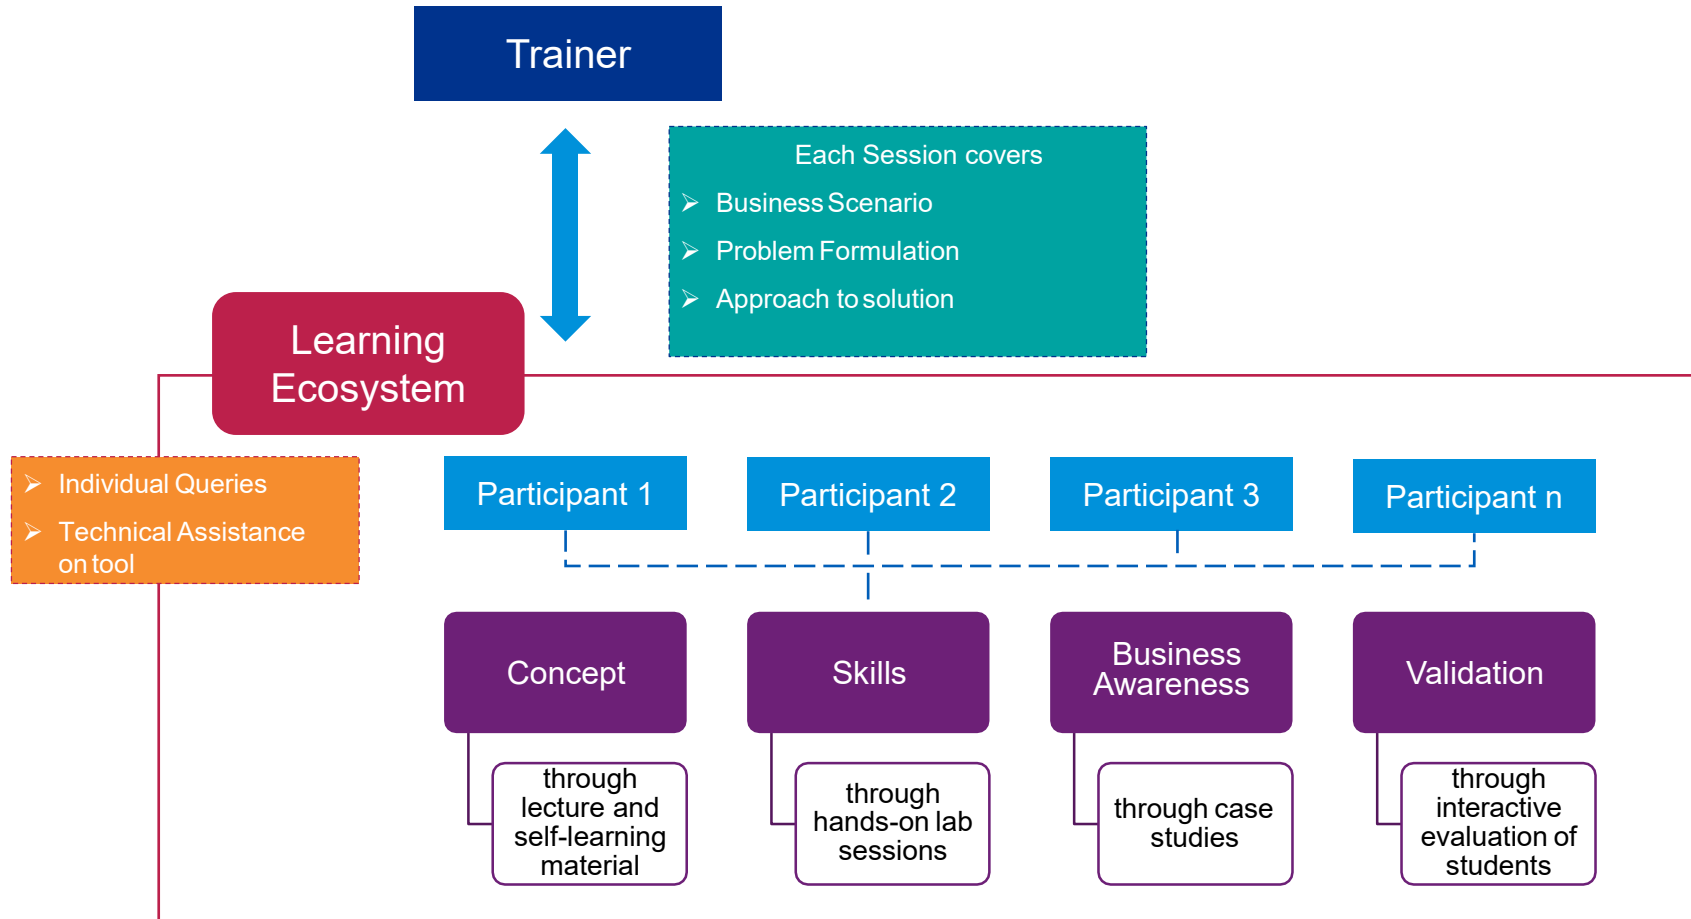 Trainer
Each Session covers
➢ Business Scenario
➢ Problem Formulation
➢ Approach to solution
Learning
Ecosystem
➢ Individual Queries
➢ Technical Assistance
on tool
Participant 1
Participant 2
Participant 3
Participant n
Concept
Skills
Business
Awareness
Validation
through
lecture and
self-learning
material
through
hands-on lab
sessions
through case
studies
through
interactive
evaluation of
students